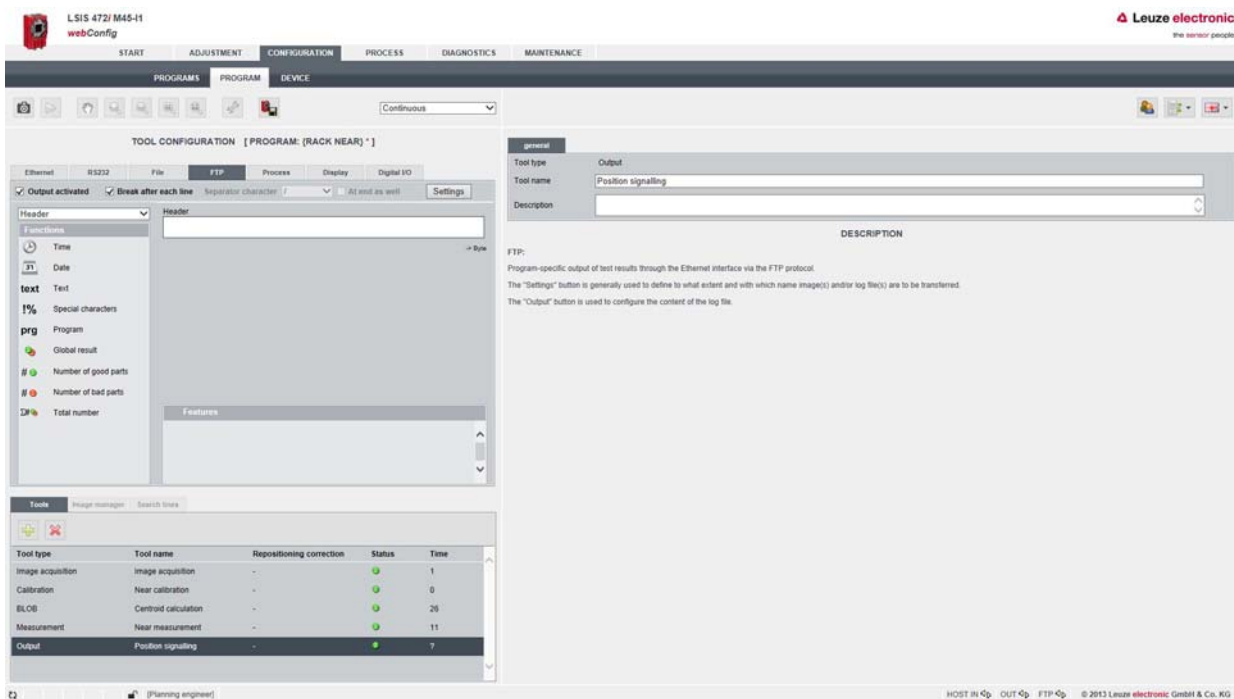 LSIS 472i M45-I1
webConfig
Leuze electronic
the sensor people
START ADJUSTMENT CONFIGURATION PROCESS DIAGNOSTICS MAINTENANCE
PROGRAMS PROGRAM DEVICE
Continuous
TOOL CONFIGURATION [ PROGRAM: (RACK NEAR) * ]
Ethernet RS232 File FTP Process Display Digital I/O
Output activated Break after each line Separator character / At end as well Settings
Header
Header
Functions
-> Byte
Time
31 Date
text Text
!% Special characters
prg Program
Global result
# Number of good parts
# Number of bad parts
Σ# Total number
Features
Tools Image manager Search lines
Tool type Tool name Repositioning correction Status Time
Image acquisition Image acquisition - 1
Calibration Near calibration - 0
BLOB Centroid calculation - 26
Measurement Near measurement - 11
Output Position signalling - 7
general
Tool type Output
Tool name Position signalling
Description
DESCRIPTION
FTP:
Program-specific output of test results through the Ethernet interface via the FTP protocol.
The "Settings" button is generally used to define to what extent and with which name image(s) and/or log file(s) are to be transferred.
The "Output" button is used to configure the content of the log file.
[Planning engineer]
HOST IN OUT FTP © 2013 Leuze electronic GmbH & Co. KG